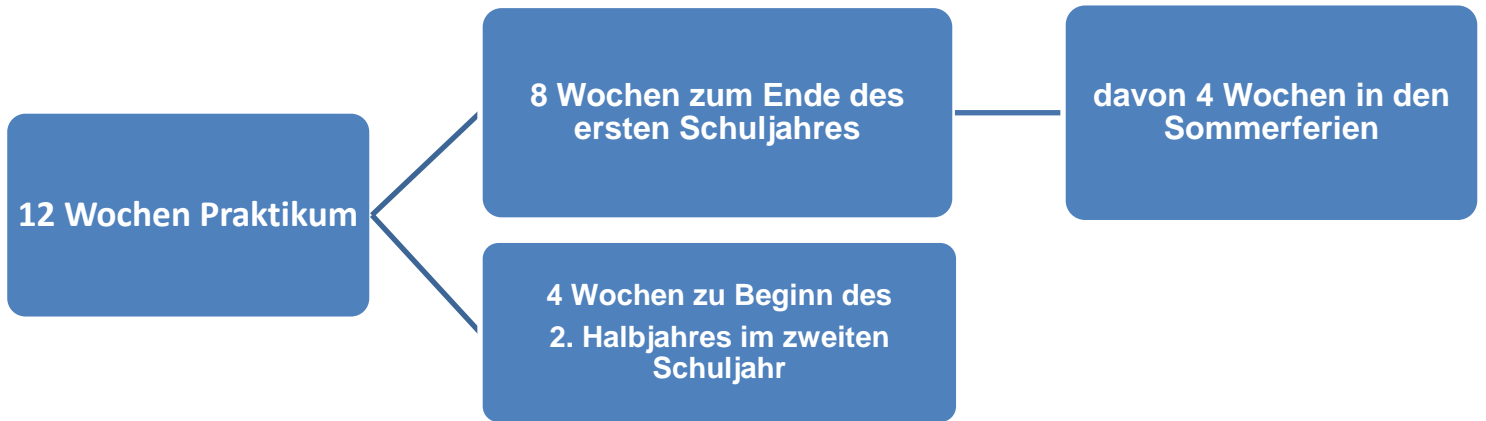 12 Wochen Praktikum
8 Wochen zum Ende des
ersten Schuljahres
davon 4 Wochen in den
Sommerferien
4 Wochen zu Beginn des
2. Halbjahres im zweiten
Schuljahr